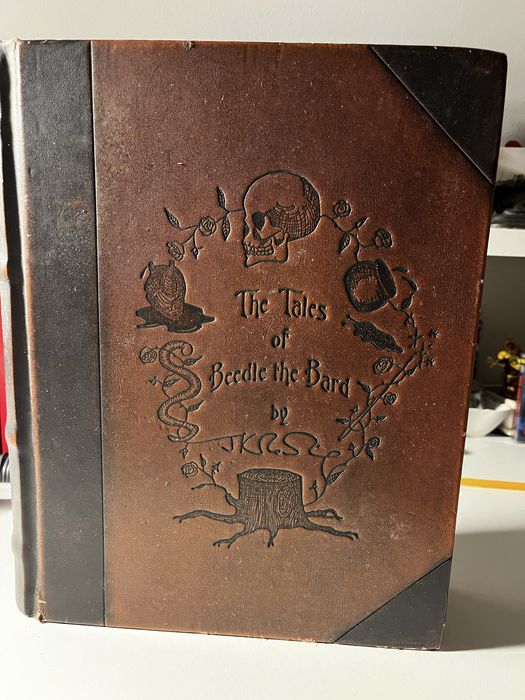 The Tales
of
Beedle the Bard
by